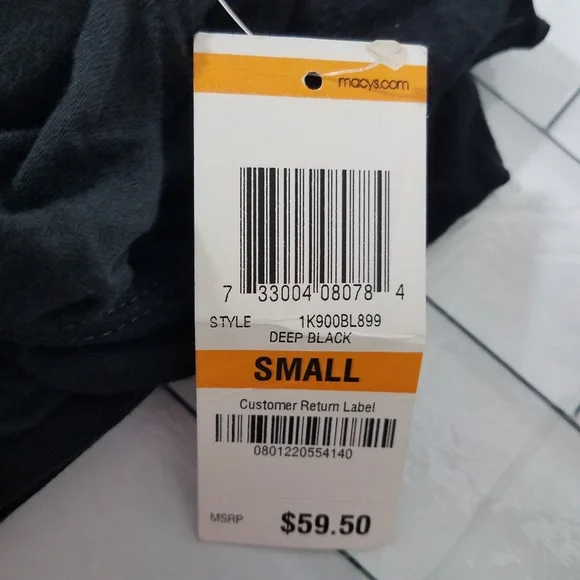 macys.com
7 33004 08078 4
STYLE 1K900BL899
DEEP BLACK
SMALL
Customer Return Label
0801220554140
MSRP $59.50